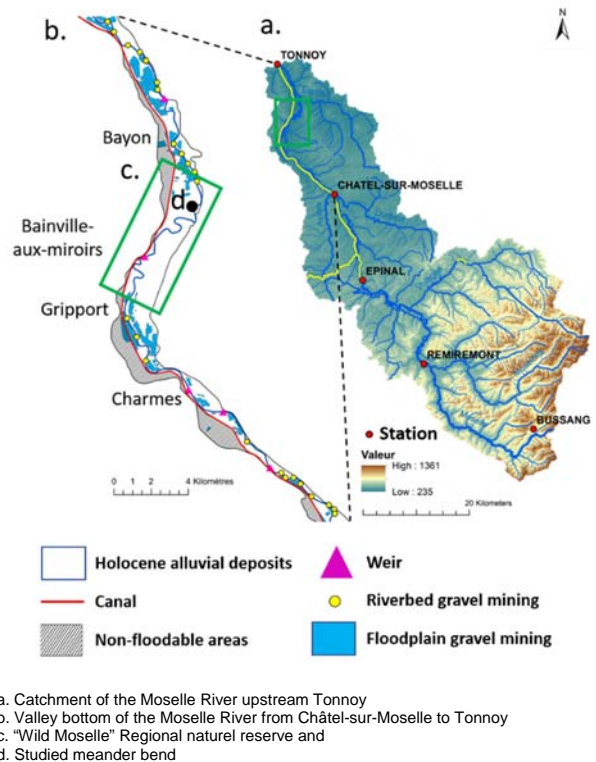 b.
a.
N
TONNOY
Bayon
c.
d
CHATEL-SUR-MOSELLE
Bainville-
aux-miroirs
EPINAL
Gripport
REMIREMONT
Charmes
BUSSANG
Station
Valeur
High : 1361
Low : 235
0 1 2 4 Kilomètres
0 20 Kilometers
Holocene alluvial deposits
Weir
Canal
Riverbed gravel mining
Non-floodable areas
Floodplain gravel mining
a. Catchment of the Moselle River upstream Tonnoy
b. Valley bottom of the Moselle River from Châtel-sur-Moselle to Tonnoy
c. “Wild Moselle” Regional naturel reserve and
d. Studied meander bend